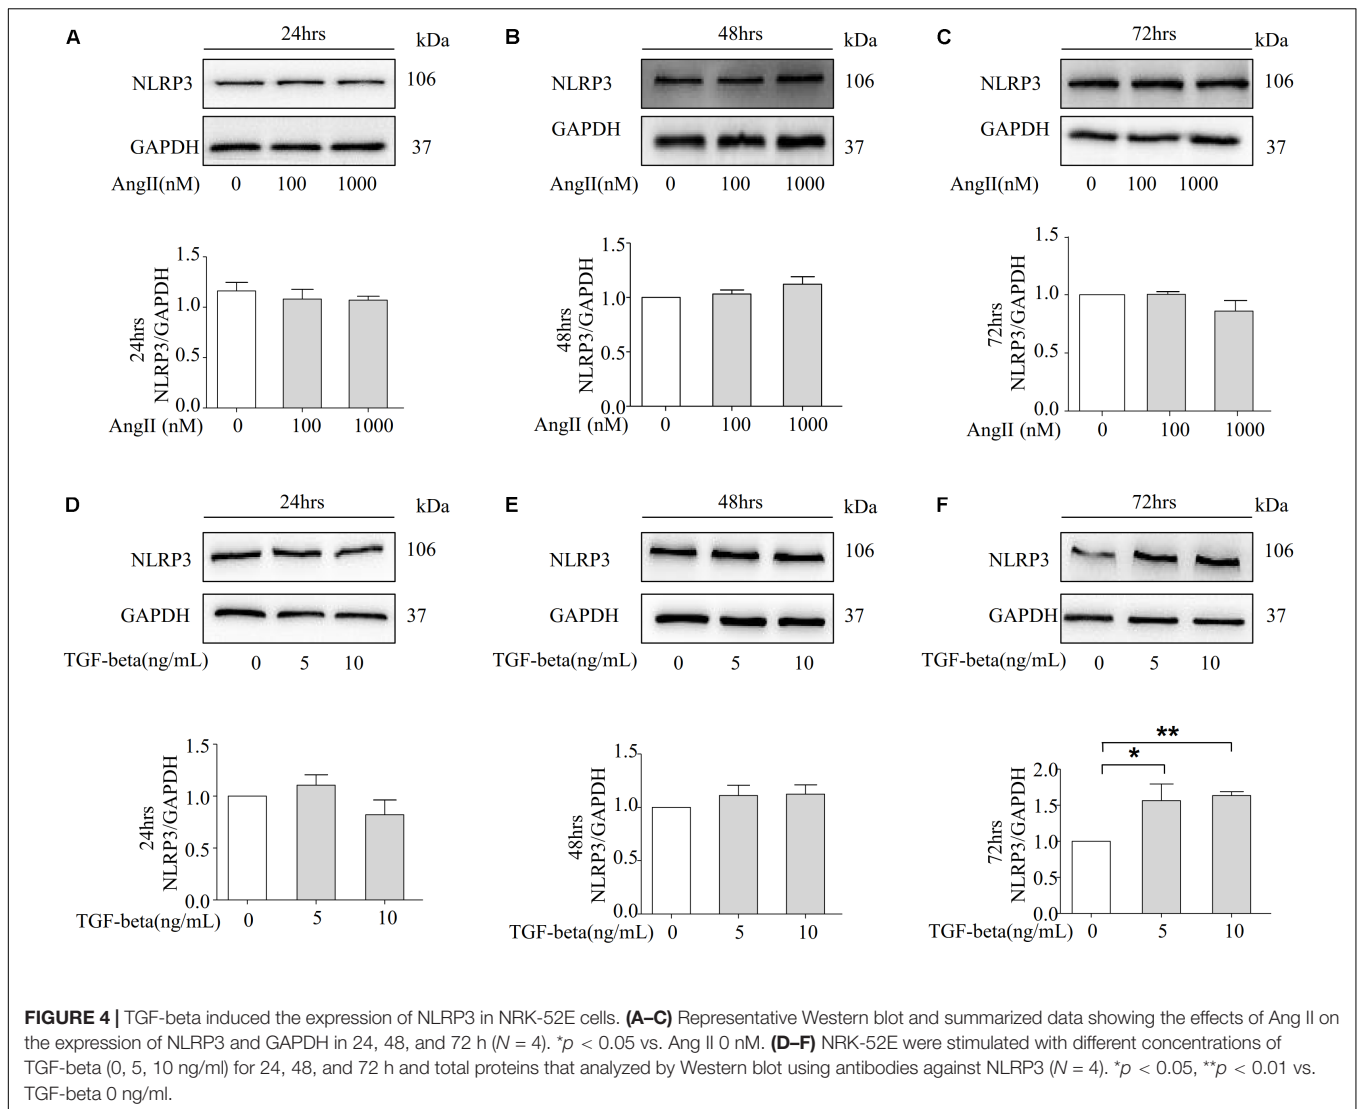 A
24hrs
kDa
NLRP3
106
GAPDH
37
AngII(nM) 0 100 1000
1.5
1.0
0.5
0.0
24hrs
NLRP3/GAPDH
AngII (nM) 0 100 1000
B
48hrs
kDa
NLRP3
106
GAPDH
37
AngII(nM) 0 100 1000
1.5
1.0
0.5
0.0
48hrs
NLRP3/GAPDH
AngII (nM) 0 100 1000
C
72hrs
kDa
NLRP3
106
GAPDH
37
AngII(nM) 0 100 1000
1.5
1.0
0.5
0.0
72hrs
NLRP3/GAPDH
AngII(nM) 0 100 1000
D
24hrs
kDa
NLRP3
106
GAPDH
37
TGF-beta(ng/mL) 0 5 10
1.5
1.0
0.5
0.0
24hrs
NLRP3/GAPDH
TGF-beta(ng/mL) 0 5 10
E
48hrs
kDa
NLRP3
106
GAPDH
37
TGF-beta(ng/mL) 0 5 10
1.5
1.0
0.5
0.0
48hrs
NLRP3/GAPDH
TGF-beta(ng/mL) 0 5 10
F
72hrs
kDa
NLRP3
106
GAPDH
37
TGF-beta(ng/mL) 0 5 10
**
*
2.0
1.5
1.0
0.5
0.0
72hrs
NLRP3/GAPDH
TGF-beta(ng/mL) 0 5 10
FIGURE 4 | TGF-beta induced the expression of NLRP3 in NRK-52E cells. (A–C) Representative Western blot and summarized data showing the effects of Ang II on
the expression of NLRP3 and GAPDH in 24, 48, and 72 h (N = 4). *p < 0.05 vs. Ang II 0 nM. (D–F) NRK-52E were stimulated with different concentrations of
TGF-beta (0, 5, 10 ng/ml) for 24, 48, and 72 h and total proteins that analyzed by Western blot using antibodies against NLRP3 (N = 4). *p < 0.05, **p < 0.01 vs.
TGF-beta 0 ng/ml.